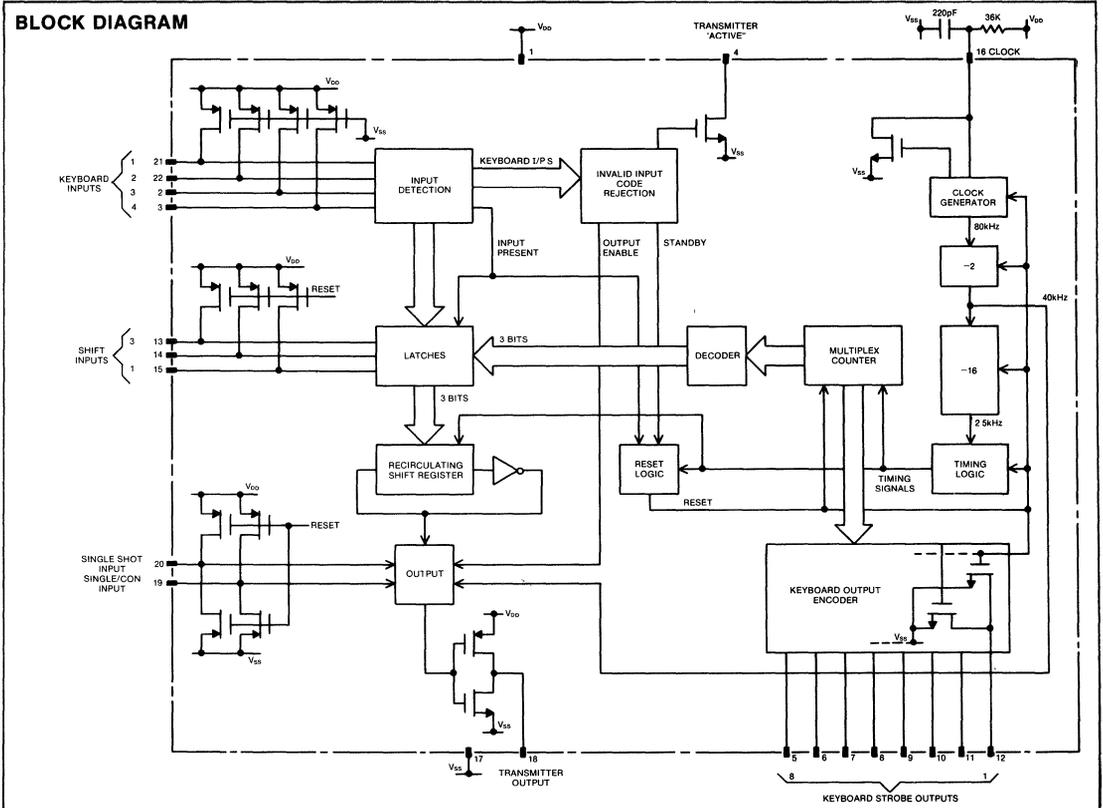 BLOCK DIAGRAM
VDD
1
TRANSMITTER
"ACTIVE"
4
VSS
220pF
36K
VDD
16 CLOCK
VDD
VSS
VSS
VSS
KEYBOARD
INPUTS
1
21
2
22
3
2
4
3
INPUT
DETECTION
KEYBOARD I/P S
INVALID INPUT
CODE
REJECTION
CLOCK
GENERATOR
80kHz
INPUT
PRESENT
OUTPUT
ENABLE
STANDBY
-2
40kHz
VDD
RESET
SHIFT
INPUTS
3
13
14
1
15
LATCHES
3 BITS
DECODER
MULTIPLEX
COUNTER
-16
3 BITS
2 5kHz
RECIRCULATING
SHIFT REGISTER
RESET
LOGIC
TIMING
SIGNALS
TIMING
LOGIC
RESET
VDD
RESET
SINGLE SHOT
INPUT
20
SINGLE/CON
INPUT
19
OUTPUT
KEYBOARD OUTPUT
ENCODER
VSS
VSS
VDD
VSS
VSS
17
18
TRANSMITTER
OUTPUT
5
6
7
8
9
10
11
12
8
1
KEYBOARD STROBE OUTPUTS